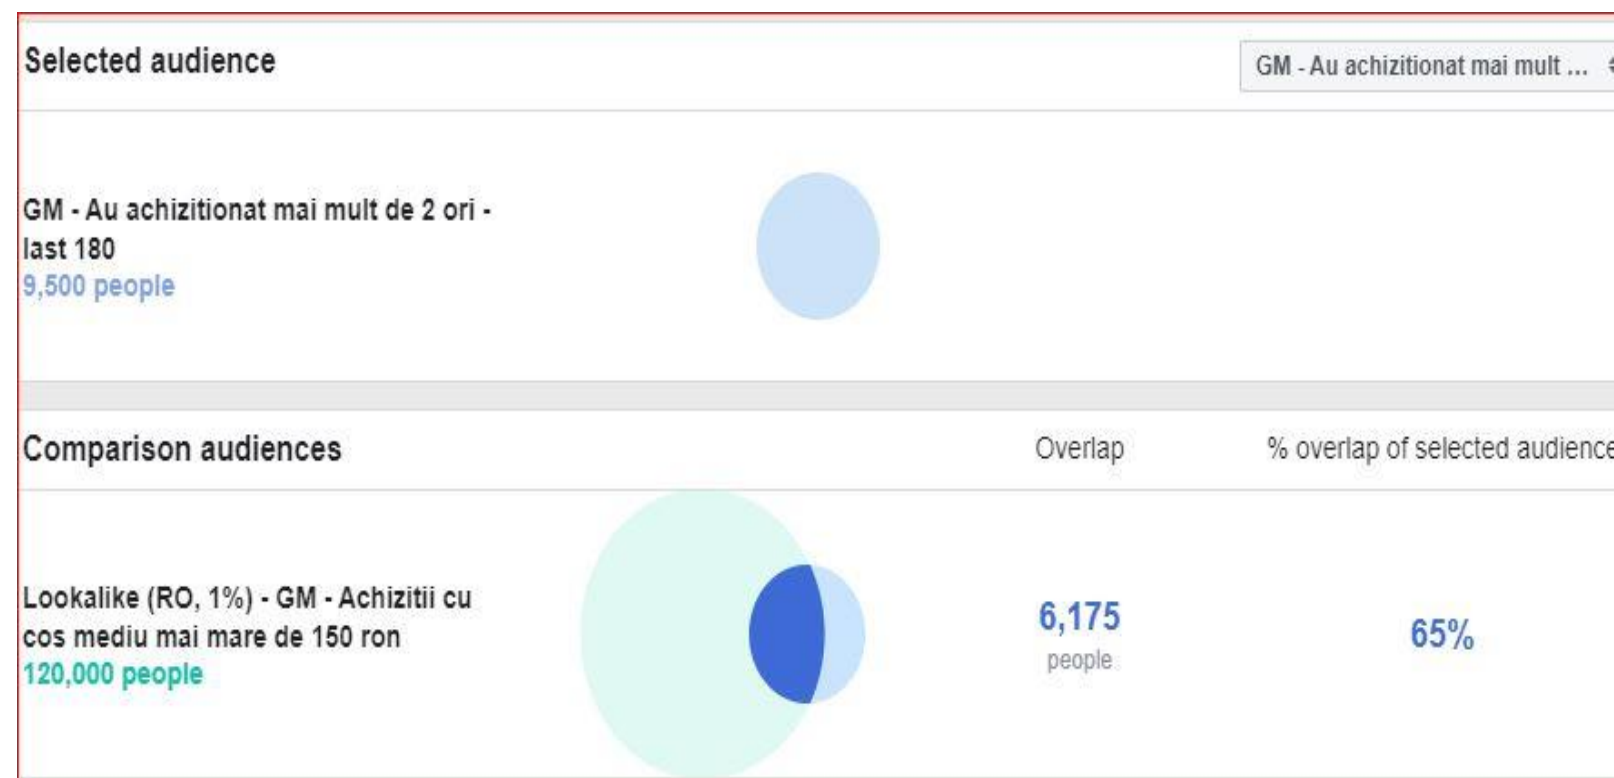 Selected audience
GM - Au achizitionat mai mult ...
GM - Au achizitionat mai mult de 2 ori -
last 180
9,500 people
Comparison audiences
Overlap
% overlap of selected audience
Lookalike (RO, 1%) - GM - Achizitii cu
cos mediu mai mare de 150 ron
120,000 people
6,175
people
65%